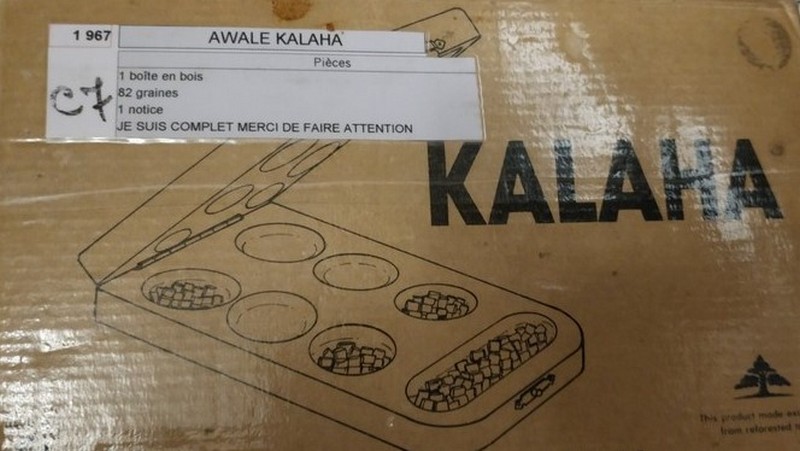 1 967
AWALE KALAHA
Pièces
C7
1 boîte en bois
82 graines
1 notice
JE SUIS COMPLET MERCI DE FAIRE ATTENTION
KALAHA
This product made
from reforested